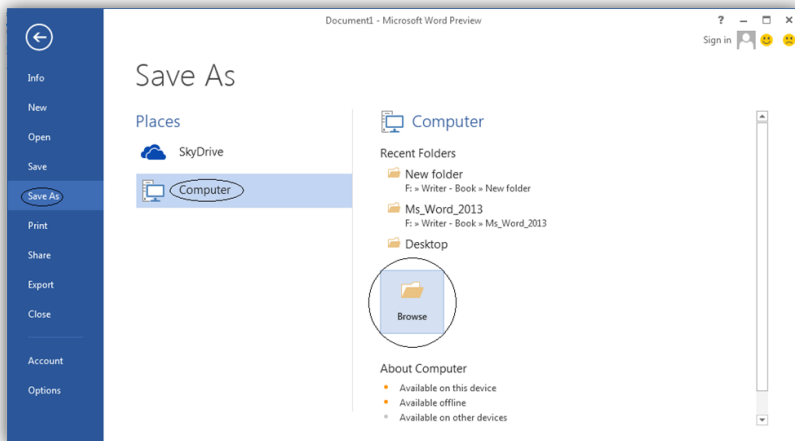 Document1 - Microsoft Word Preview
?
Sign in
Info
New
Open
Save
Save As
Print
Share
Export
Close
Account
Options
Save As
Places
SkyDrive
Computer
Computer
Recent Folders
New folder
F: » Writer - Book » New folder
Ms_Word_2013
F: » Writer - Book » Ms_Word_2013
Desktop
Browse
About Computer
Available on this device
Available offline
Available on other devices